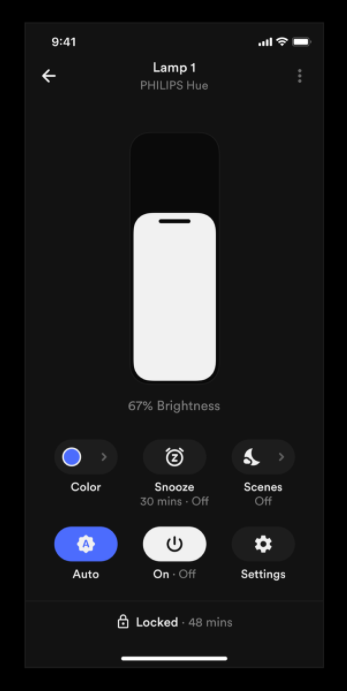 9:41
Lamp 1
PHILIPS Hue
67% Brightness
Z
Color
Snooze
Scenes
30 mins · Off
Off
A
Auto
On · Off
Settings
Locked · 48 mins